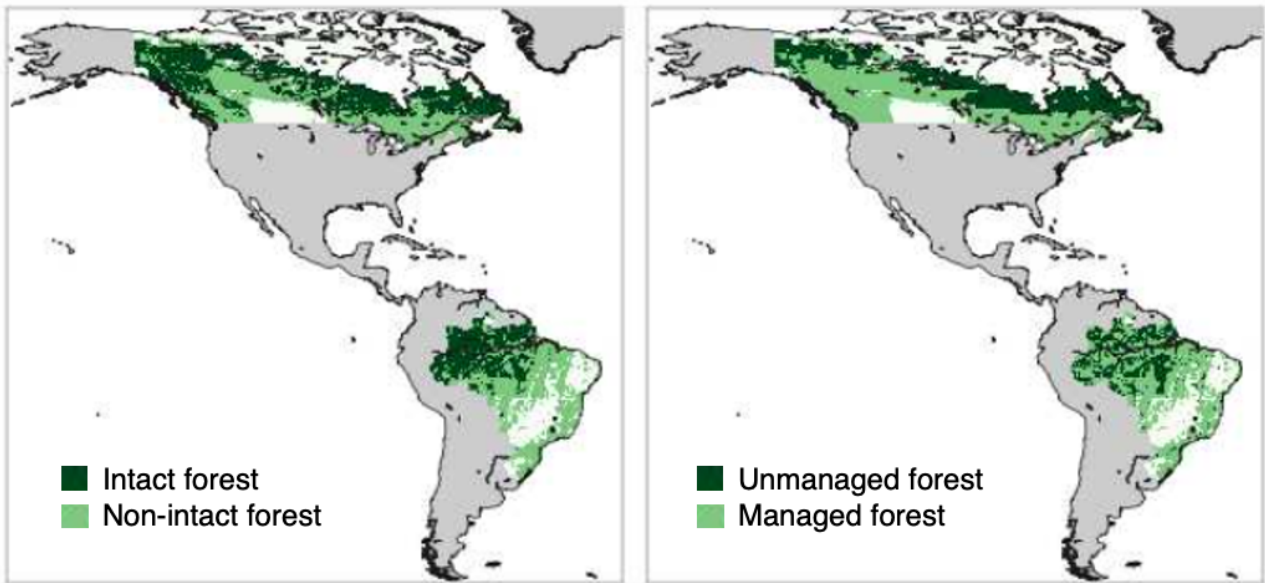 Intact forest
Non-intact forest
Unmanaged forest
Managed forest